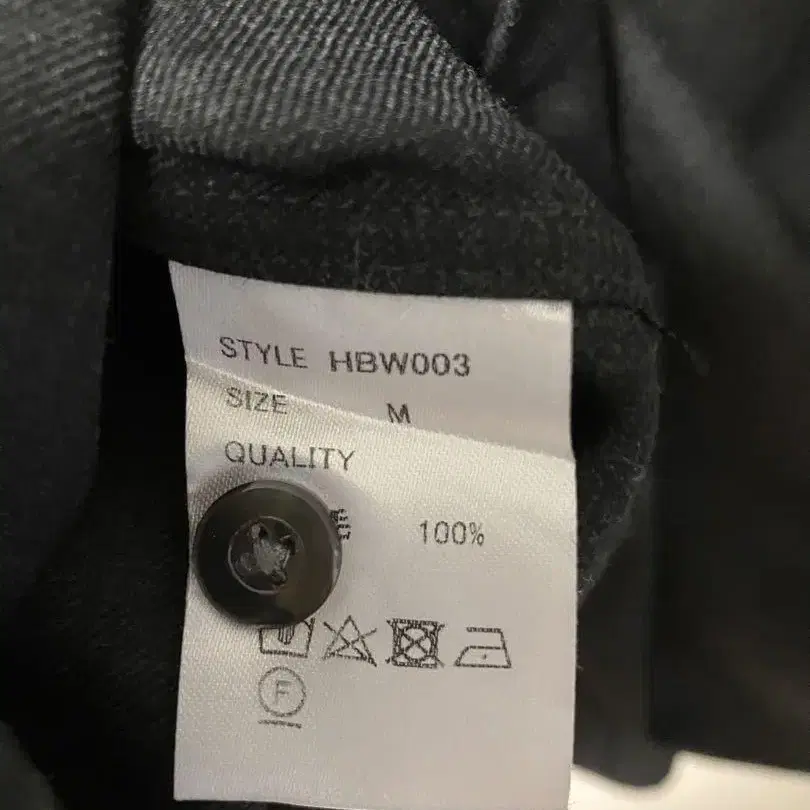 STYLE HBW003
SIZE M
QUALITY
100%
F